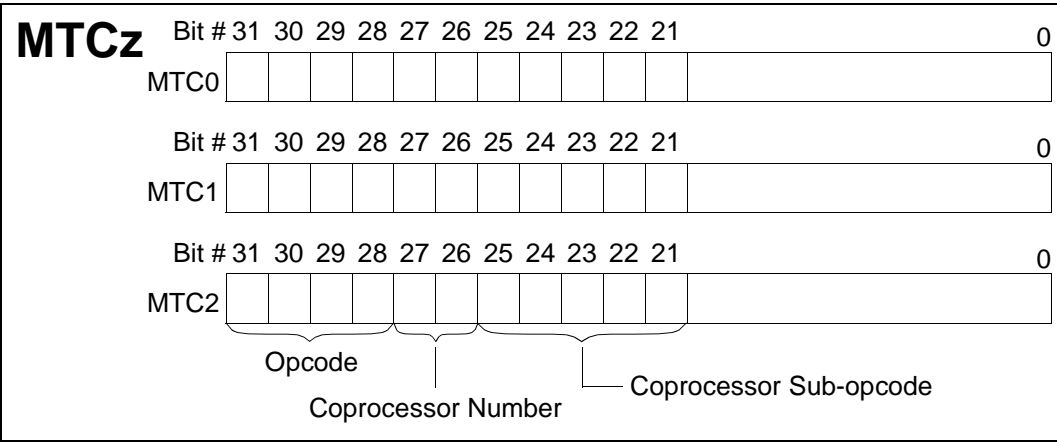 MTCz Bit # 31 30 29 28 27 26 25 24 23 22 21 0
MTC0
Bit # 31 30 29 28 27 26 25 24 23 22 21 0
MTC1
Bit # 31 30 29 28 27 26 25 24 23 22 21 0
MTC2
Opcode
Coprocessor Sub-opcode
Coprocessor Number